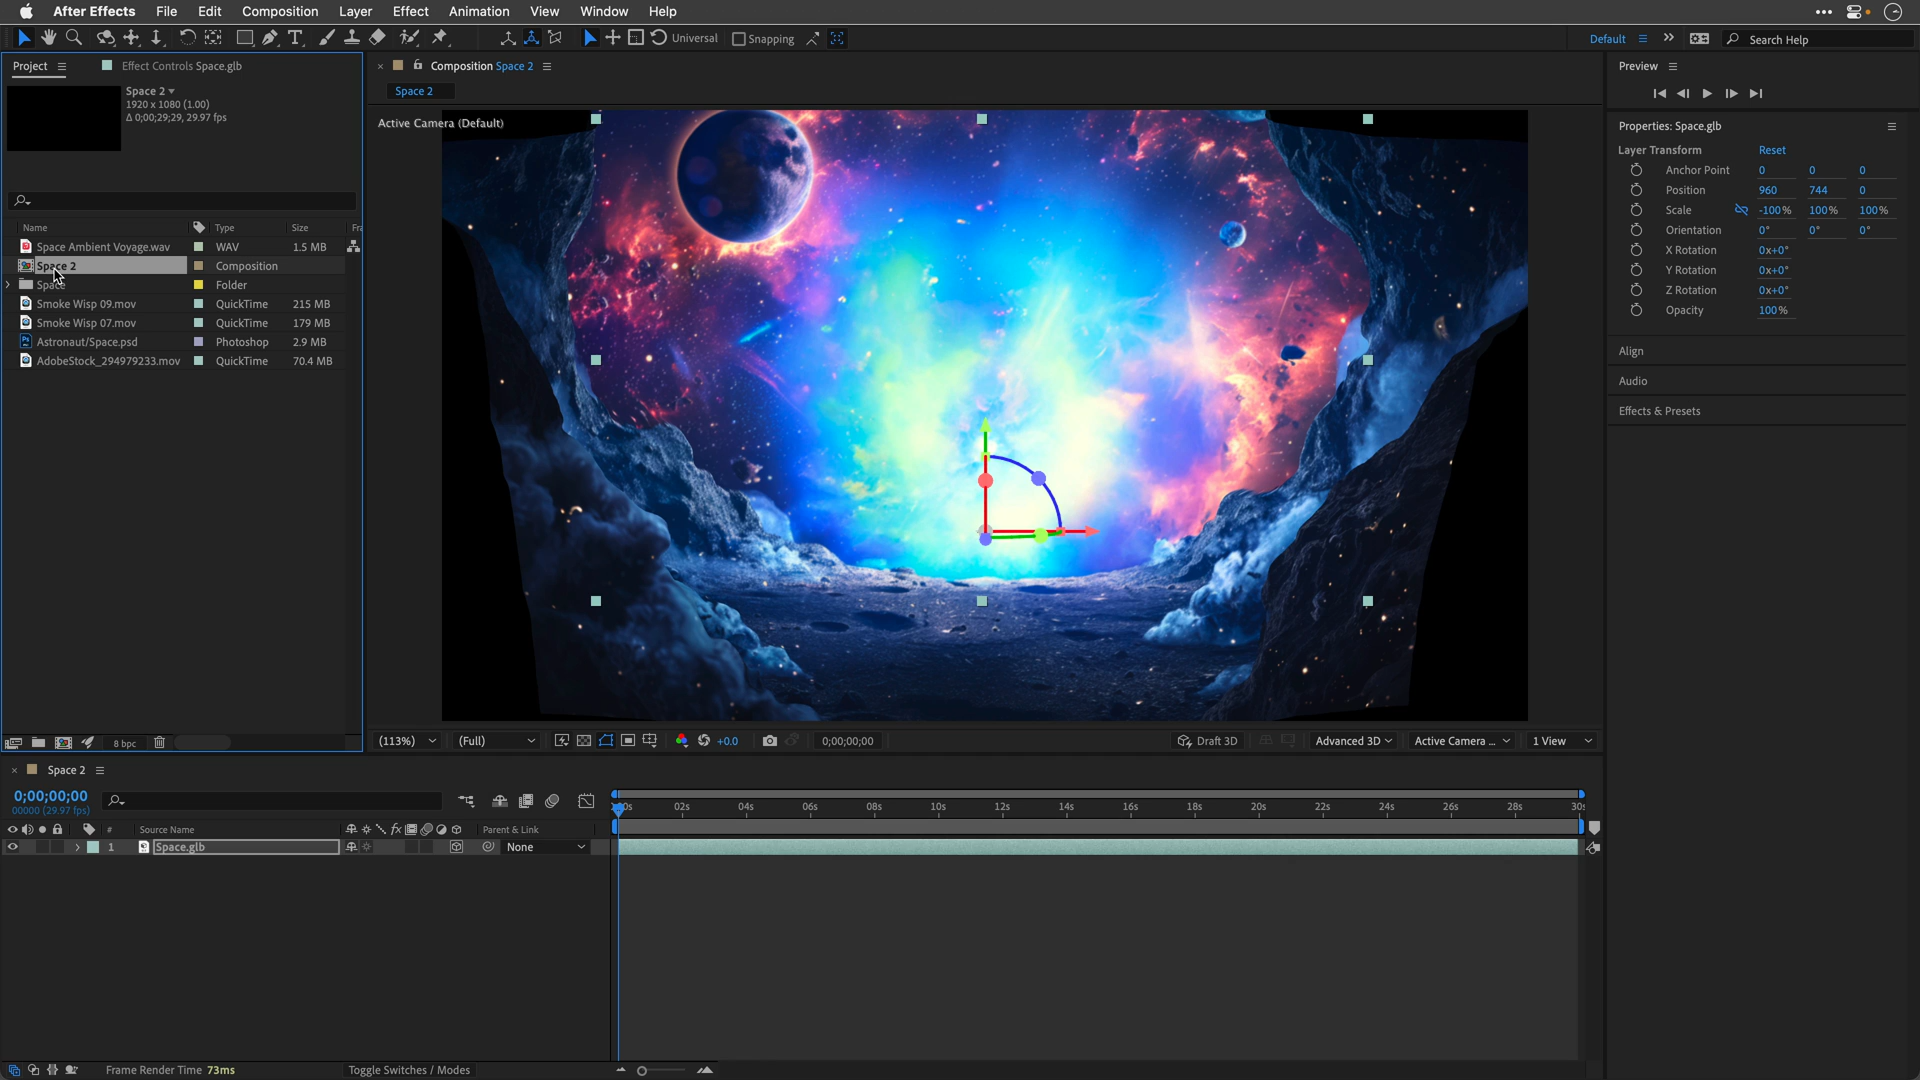 After Effects File Edit Composition Layer Effect Animation View Window Help
Universal Snapping Default Search Help
Project Effect Controls Space.glb
Space 2
1920 x 1080 (1.00)
Δ 0;00;29;29, 29.97 fps
Name Type Size Fra
Space Ambient Voyage.wav WAV 1.5 MB
Space 2 Composition
Space Folder
Smoke Wisp 09.mov QuickTime 215 MB
Smoke Wisp 07.mov QuickTime 179 MB
Astronaut/Space.psd Photoshop 2.9 MB
AdobeStock_294979233.mov QuickTime 70.4 MB
8 bpc
Composition Space 2
Space 2
Active Camera (Default)
(113%) (Full) +0.0 0;00;00;00 Draft 3D Advanced 3D Active Camera ... 1 View
Preview
Properties: Space.glb
Layer Transform Reset
Anchor Point 0 0 0
Position 960 744 0
Scale -100% 100% 100%
Orientation 0° 0° 0°
X Rotation 0x+0°
Y Rotation 0x+0°
Z Rotation 0x+0°
Opacity 100%
Align
Audio
Effects & Presets
Space 2
0;00;00;00
00000 (29.97 fps)
02s 04s 06s 08s 10s 12s 14s 16s 18s 20s 22s 24s 26s 28s 30s
# Source Name fx Parent & Link
1 Space.glb None
Frame Render Time 73ms Toggle Switches / Modes